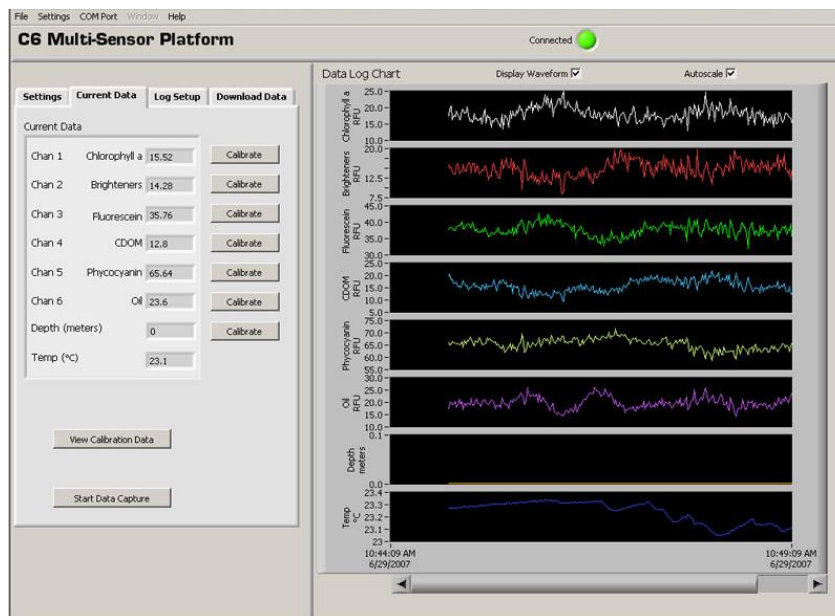 File Settings COM Port Window Help
C6 Multi-Sensor Platform
Connected
Settings Current Data Log Setup Download Data
Current Data
Chan 1 Chlorophyll a 15.52 Calibrate
Chan 2 Brighteners 14.28 Calibrate
Chan 3 Fluorescein 35.76 Calibrate
Chan 4 CDOM 12.8 Calibrate
Chan 5 Phycocyanin 65.64 Calibrate
Chan 6 Oil 23.6 Calibrate
Depth (meters) 0 Calibrate
Temp (°C) 23.1
View Calibration Data
Start Data Capture
Data Log Chart Display Waveform Autoscale
Chlorophyll a
RFU
25.0
20.0
15.0
10.0
Brighteners
RFU
20.0
12.5
7.5
Fluorescein
RFU
45.0
40.0
35.0
30.0
CDOM
RFU
25.0
20.0
15.0
10.0
5.0
Phycocyanin
RFU
75.0
70.0
65.0
60.0
55.0
Oil
RFU
30.0
25.0
20.0
15.0
10.0
Depth
meters
0.1
0.0
Temp
°C
23.4
23.3
23.2
23.1
23
10:44:09 AM
6/29/2007
10:49:09 AM
6/29/2007